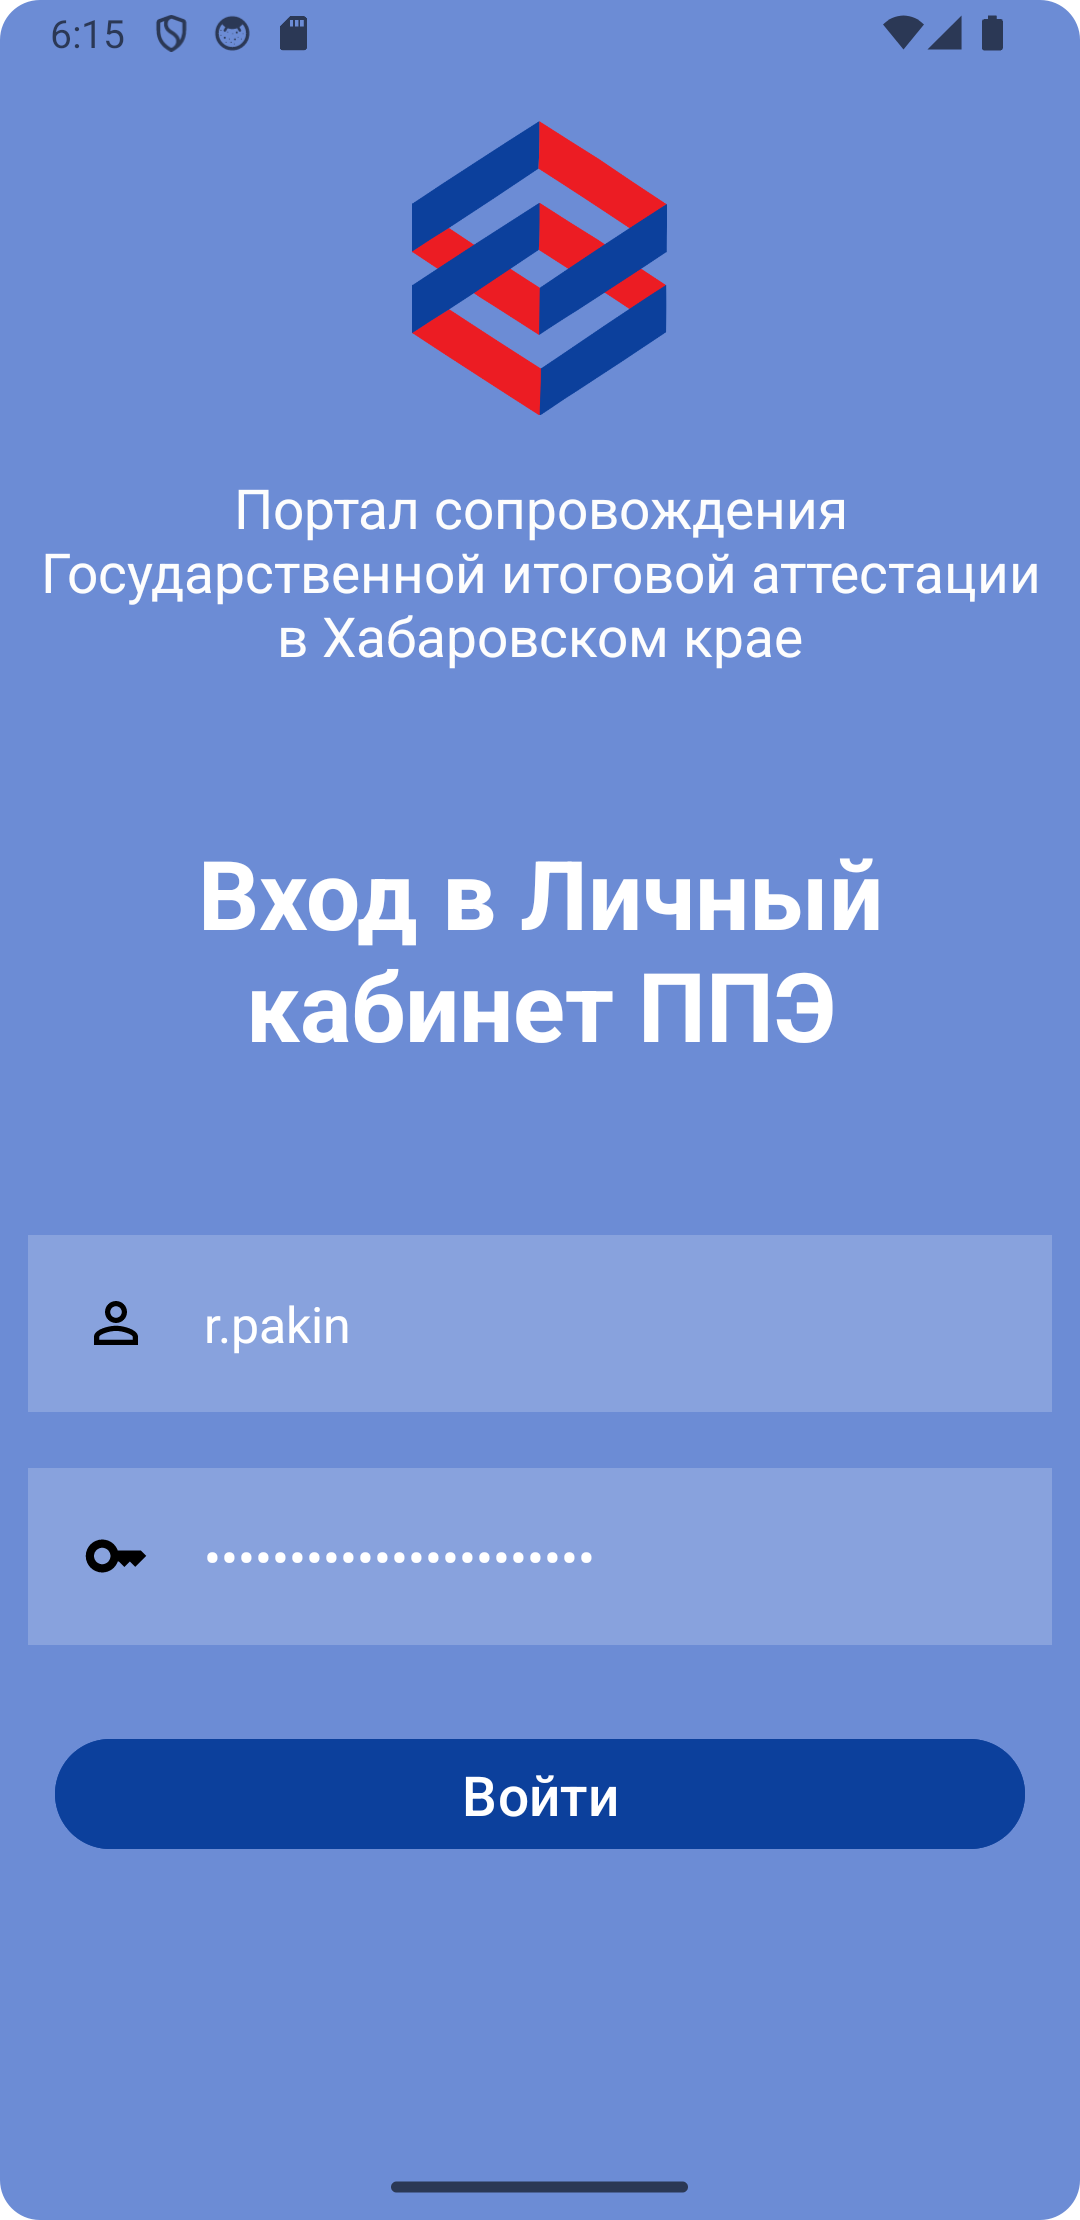 6:15
Портал сопровождения
Государственной итоговой аттестации
в Хабаровском крае
Вход в Личный
кабинет ППЭ
r.pakin
•••••••••••••••••••••••
Войти